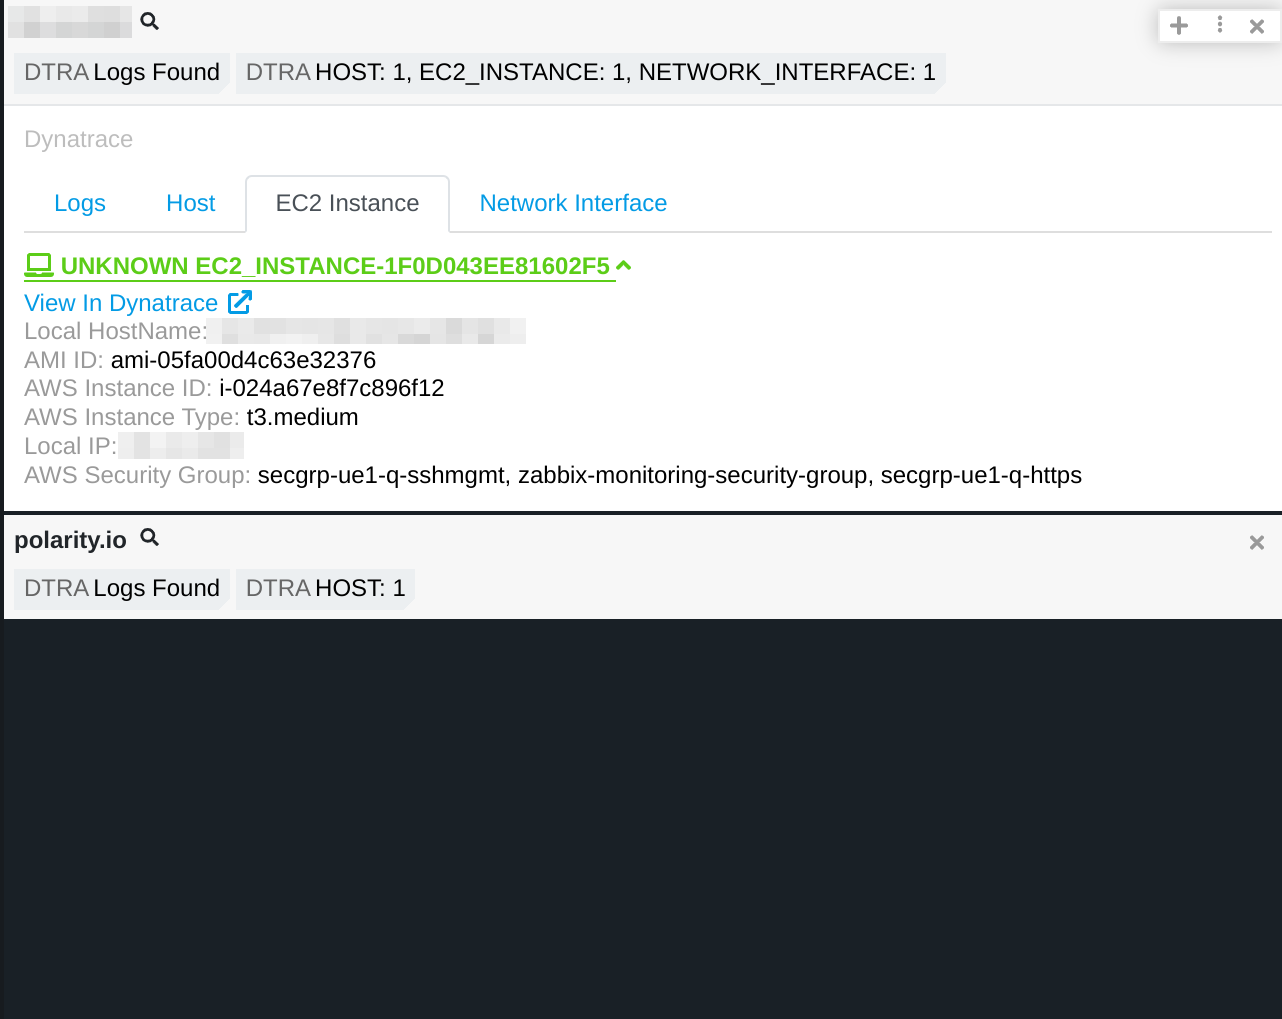 DTRA Logs Found DTRA HOST: 1, EC2_INSTANCE: 1, NETWORK_INTERFACE: 1
Dynatrace
Logs Host EC2 Instance Network Interface
UNKNOWN EC2_INSTANCE-1F0D043EE81602F5
View In Dynatrace
Local HostName:
AMI ID: ami-05fa00d4c63e32376
AWS Instance ID: i-024a67e8f7c896f12
AWS Instance Type: t3.medium
Local IP:
AWS Security Group: secgrp-ue1-q-sshmgmt, zabbix-monitoring-security-group, secgrp-ue1-q-https
polarity.io
DTRA Logs Found DTRA HOST: 1